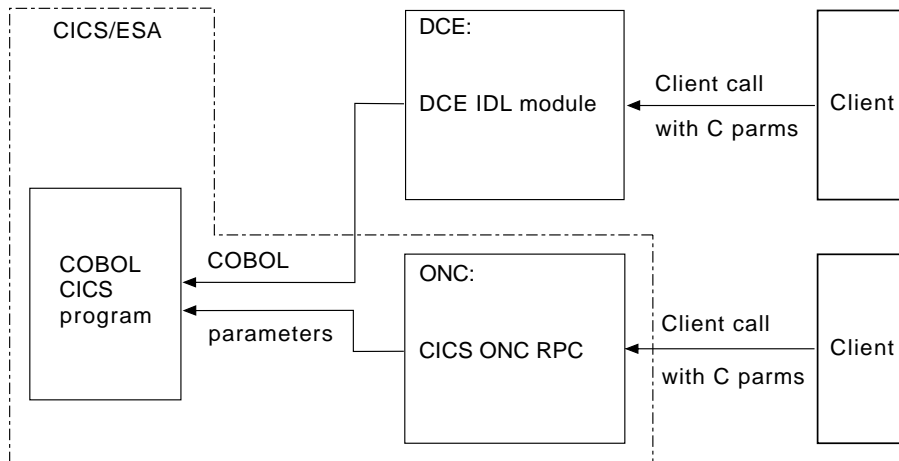 CICS/ESA
DCE:
DCE IDL module
Client call
with C parms
Client
COBOL
CICS
program
COBOL
parameters
ONC:
CICS ONC RPC
Client call
with C parms
Client